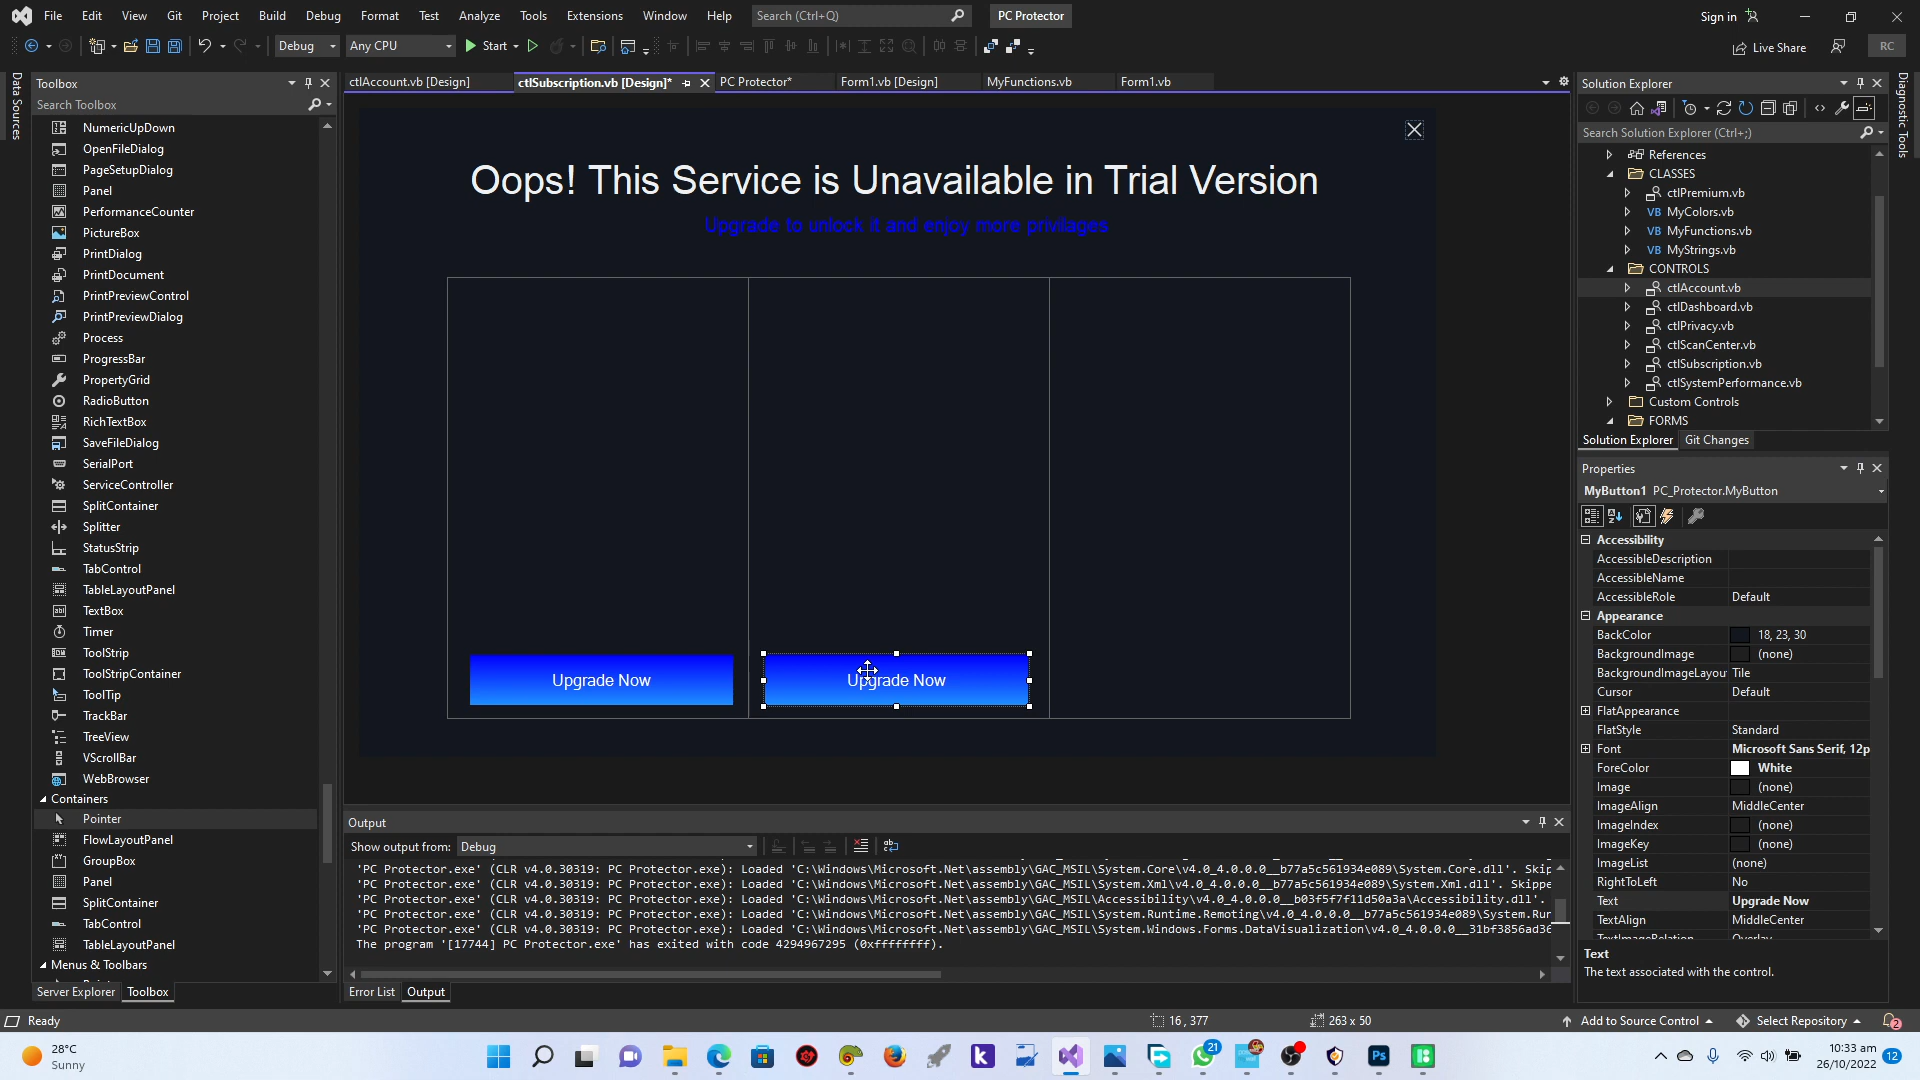 File Edit View Git Project Build Debug Format Test Analyze Tools Extensions Window Help Search (Ctrl+Q) PC Protector Sign in
Debug Any CPU Start Live Share RC
Data Sources
Toolbox
Search Toolbox
NumericUpDown
OpenFileDialog
PageSetupDialog
Panel
PerformanceCounter
PictureBox
PrintDialog
PrintDocument
PrintPreviewControl
PrintPreviewDialog
Process
ProgressBar
PropertyGrid
RadioButton
RichTextBox
SaveFileDialog
SerialPort
ServiceController
SplitContainer
Splitter
StatusStrip
TabControl
TableLayoutPanel
TextBox
Timer
ToolStrip
ToolStripContainer
ToolTip
TrackBar
TreeView
VScrollBar
WebBrowser
Containers
Pointer
FlowLayoutPanel
GroupBox
Panel
SplitContainer
TabControl
TableLayoutPanel
Menus & Toolbars
Server Explorer Toolbox
ctlAccount.vb [Design] ctlSubscription.vb [Design]* PC Protector* Form1.vb [Design] MyFunctions.vb Form1.vb
Oops! This Service is Unavailable in Trial Version
Upgrade to unlock it and enjoy more privillages
Upgrade Now
Upgrade Now
Output
Show output from: Debug
'PC Protector.exe' (CLR v4.0.30319: PC Protector.exe): Loaded 'C:\Windows\Microsoft.Net\assembly\GAC_MSIL\System.Core\v4.0_4.0.0.0__b77a5c561934e089\System.Core.dll'. Skip
'PC Protector.exe' (CLR v4.0.30319: PC Protector.exe): Loaded 'C:\Windows\Microsoft.Net\assembly\GAC_MSIL\System.Xml\v4.0_4.0.0.0__b77a5c561934e089\System.Xml.dll'. Skippe
'PC Protector.exe' (CLR v4.0.30319: PC Protector.exe): Loaded 'C:\Windows\Microsoft.Net\assembly\GAC_MSIL\Accessibility\v4.0_4.0.0.0__b03f5f7f11d50a3a\Accessibility.dll'.
'PC Protector.exe' (CLR v4.0.30319: PC Protector.exe): Loaded 'C:\Windows\Microsoft.Net\assembly\GAC_MSIL\System.Runtime.Remoting\v4.0_4.0.0.0__b77a5c561934e089\System.Run
'PC Protector.exe' (CLR v4.0.30319: PC Protector.exe): Loaded 'C:\Windows\Microsoft.Net\assembly\GAC_MSIL\System.Windows.Forms.DataVisualization\v4.0_4.0.0.0__31bf3856ad36
The program '[17744] PC Protector.exe' has exited with code 4294967295 (0xffffffff).
Error List Output
Solution Explorer
Search Solution Explorer (Ctrl+;)
References
CLASSES
ctlPremium.vb
VB MyColors.vb
VB MyFunctions.vb
VB MyStrings.vb
CONTROLS
ctlAccount.vb
ctlDashboard.vb
ctlPrivacy.vb
ctlScanCenter.vb
ctlSubscription.vb
ctlSystemPerformance.vb
Custom Controls
FORMS
Solution Explorer Git Changes
Properties
MyButton1 PC_Protector.MyButton
Accessibility
AccessibleDescription
AccessibleName
AccessibleRole Default
Appearance
BackColor 18, 23, 30
BackgroundImage (none)
BackgroundImageLayou Tile
Cursor Default
FlatAppearance
FlatStyle Standard
Font Microsoft Sans Serif, 12p
ForeColor White
Image (none)
ImageAlign MiddleCenter
ImageIndex (none)
ImageKey (none)
ImageList (none)
RightToLeft No
Text Upgrade Now
TextAlign MiddleCenter
TextImageRelation Overlay
Text
The text associated with the control.
Diagnostic Tools
Ready 16 , 377 263 x 50 Add to Source Control Select Repository 2
28°C
Sunny
21
10:33 am
26/10/2022
12